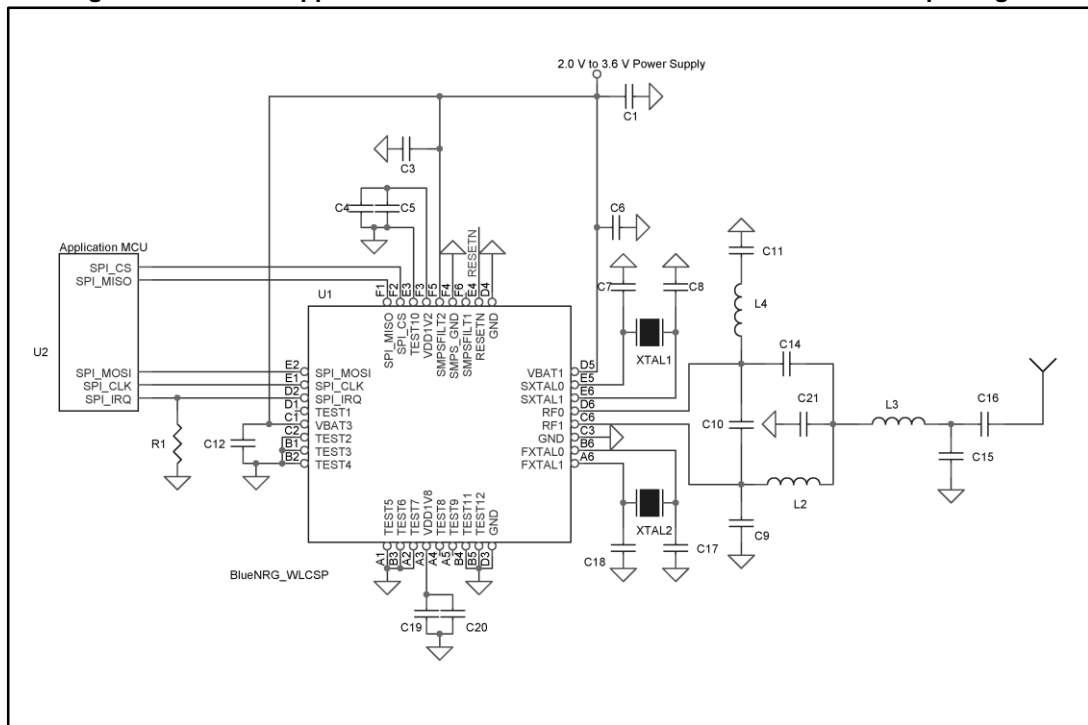 2.0 V to 3.6 V Power Supply
C1
C3
C4
C5
C6
C11
Application MCU
SPI_CS
SPI_MISO
RESETN
C7
C8
L4
U1
F1
F2
E3
F3
F5
F4
F6
E4
D4
SPI_MISO
SPI_CS
TEST10
VDD1V2
SMPSFILT2
SMPS_GND
SMPSFILT1
RESETN
GND
XTAL1
C14
U2
SPI_MOSI
SPI_CLK
SPI_IRQ
E2
E1
D2
D1
C1
C2
B1
B2
SPI_MOSI
SPI_CLK
SPI_IRQ
TEST1
VBAT3
TEST2
TEST3
TEST4
VBAT1
SXTAL0
SXTAL1
RF0
RF1
GND
FXTAL0
FXTAL1
D5
E5
E6
D6
C6
C3
B6
A6
R1
C12
C10
C21
L3
C16
C15
L2
C9
XTAL2
C18
C17
TEST5
TEST6
TEST7
VDD1V8
TEST8
TEST9
TEST11
TEST12
GND
A1
B3
A2
A3
A4
A5
B4
B5
D3
BlueNRG_WLCSP
C19
C20